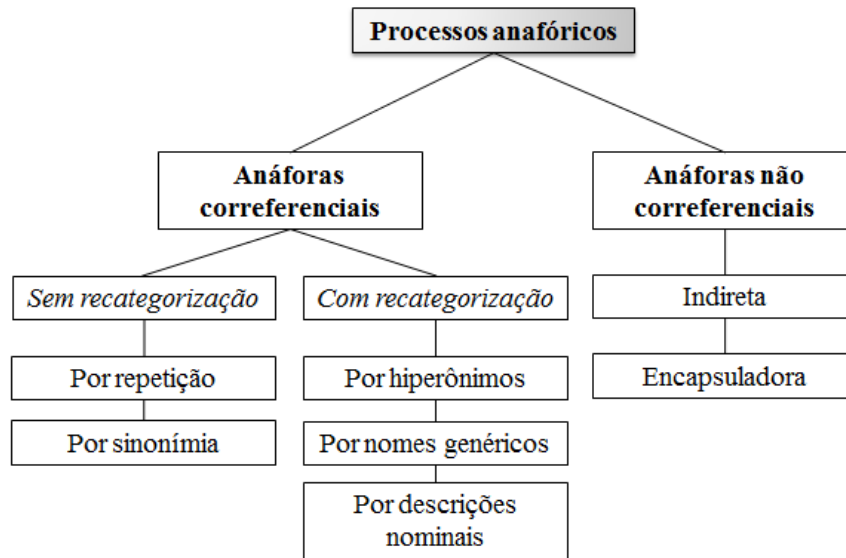 Processos anafóricos
Anáforas
correferenciais
Anáforas não
correferenciais
Sem recategorização
Com recategorização
Indireta
Por repetição
Por hiperônimos
Encapsuladora
Por sinonímia
Por nomes genéricos
Por descrições
nominais